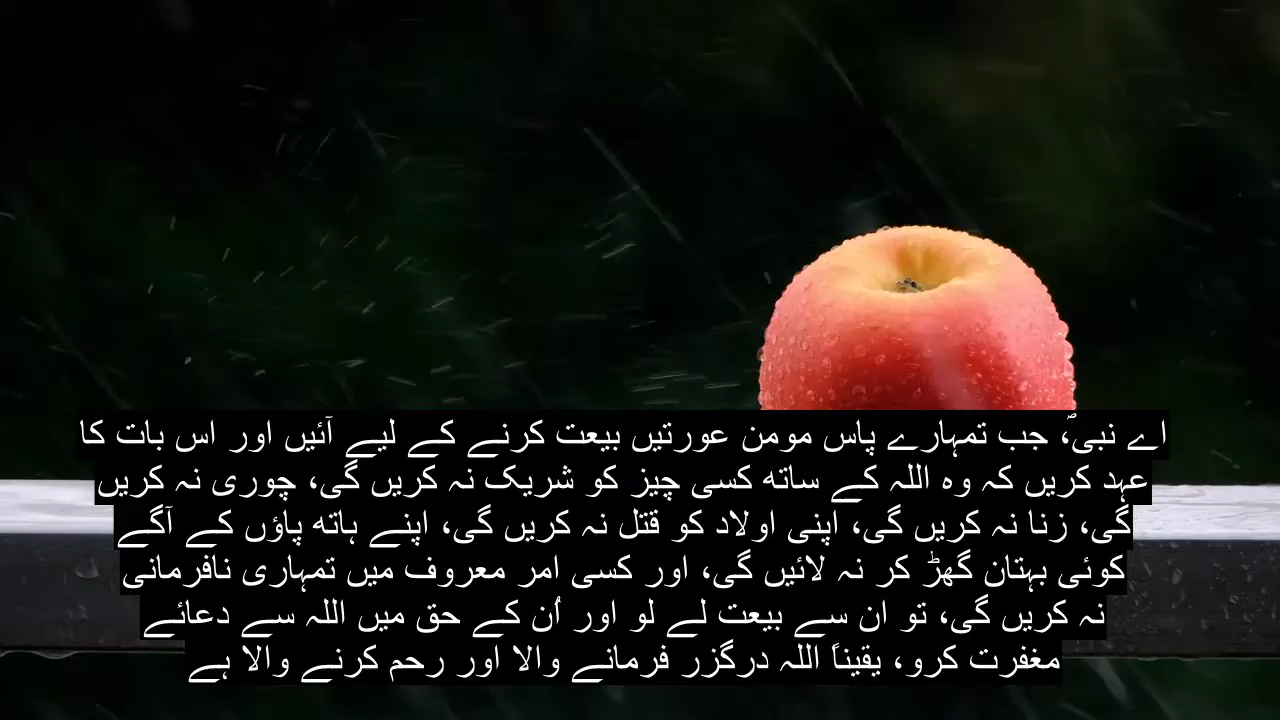 اے نبیؐ، جب تمہارے پاس مومن عورتیں بیعت کرنے کے لیے آئیں اور اس بات کا
عہد کریں کہ وہ اللہ کے ساتھ کسی چیز کو شریک نہ کریں گی، چوری نہ کریں
گی، زنا نہ کریں گی، اپنی اولاد کو قتل نہ کریں گی، اپنے ہاتھ پاؤں کے آگے
کوئی بہتان گھڑ کر نہ لائیں گی، اور کسی امر معروف میں تمہاری نافرمانی
نہ کریں گی، تو ان سے بیعت لے لو اور اُن کے حق میں اللہ سے دعائے
مغفرت کرو، یقیناً اللہ درگزر فرمانے والا اور رحم کرنے والا ہے